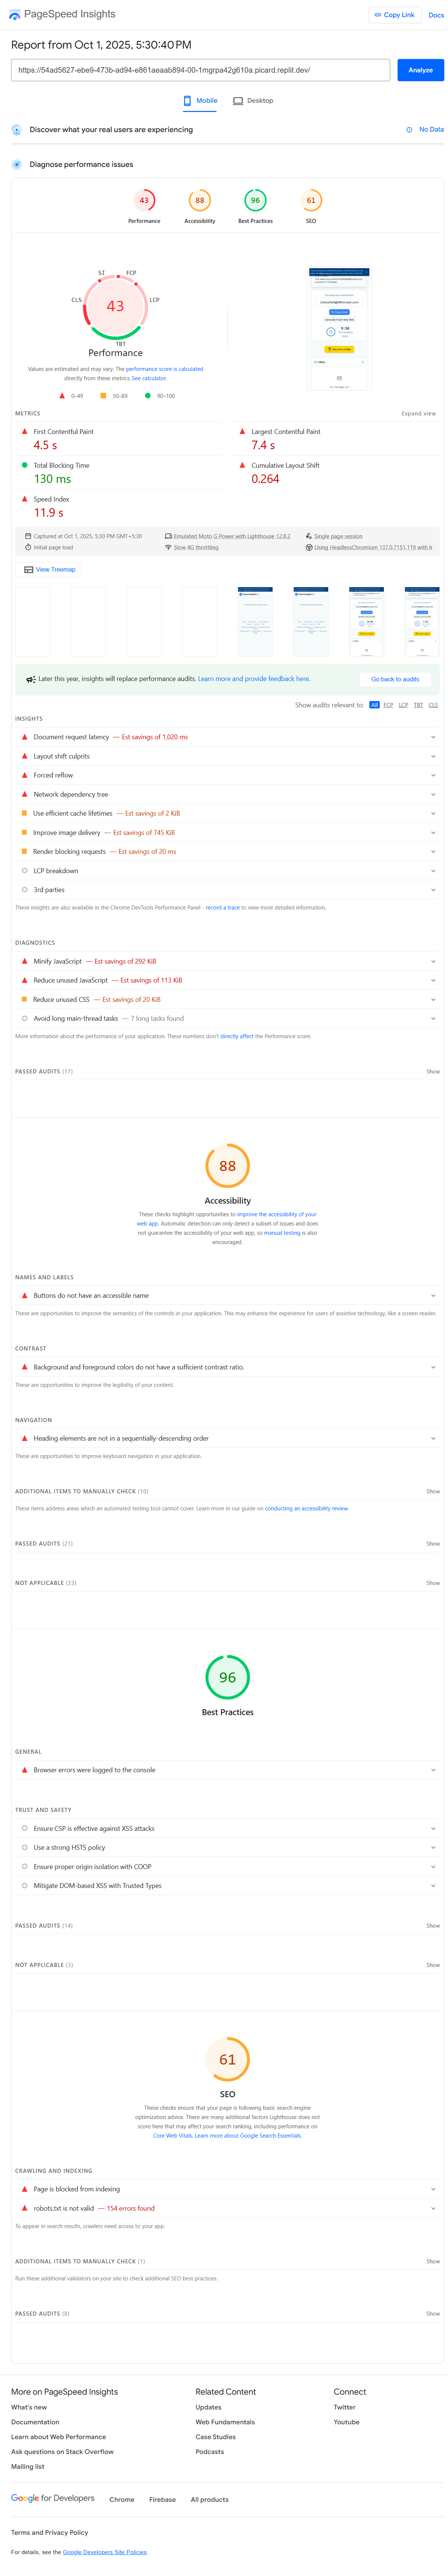 PageSpeed Insights
Copy Link
Docs
Report from Oct 1, 2025, 5:30:40 PM
https://54ad5627-ebe9-473b-ad94-e861aeaab894-00-1mgrpa42g610a.picard.replit.dev/
Analyze
Mobile
Desktop
Discover what your real users are experiencing
No Data
Diagnose performance issues
43
88
96
61
Performance
Accessibility
Best Practices
SEO
SI
FCP
CLS
LCP
43
TBT
Performance
Values are estimated and may vary. The performance score is calculated
directly from these metrics. See calculator.
0–49
50–89
90–100
METRICS
Expand view
First Contentful Paint
4.5 s
Largest Contentful Paint
7.4 s
Total Blocking Time
130 ms
Cumulative Layout Shift
0.264
Speed Index
11.9 s
Captured at Oct 1, 2025, 5:30 PM GMT+5:30
Emulated Moto G Power with Lighthouse 12.8.2
Single page session
Initial page load
Slow 4G throttling
Using HeadlessChromium 137.0.7151.119 with lr
View Treemap
Later this year, insights will replace performance audits. Learn more and provide feedback here.
Go back to audits
Show audits relevant to: All FCP LCP TBT CLS
INSIGHTS
Document request latency — Est savings of 1,020 ms
Layout shift culprits
Forced reflow
Network dependency tree
Use efficient cache lifetimes — Est savings of 2 KiB
Improve image delivery — Est savings of 745 KiB
Render blocking requests — Est savings of 20 ms
LCP breakdown
3rd parties
These insights are also available in the Chrome DevTools Performance Panel - record a trace to view more detailed information.
DIAGNOSTICS
Minify JavaScript — Est savings of 292 KiB
Reduce unused JavaScript — Est savings of 113 KiB
Reduce unused CSS — Est savings of 20 KiB
Avoid long main-thread tasks — 7 long tasks found
More information about the performance of your application. These numbers don't directly affect the Performance score.
PASSED AUDITS (17)
Show
88
Accessibility
These checks highlight opportunities to improve the accessibility of your
web app. Automatic detection can only detect a subset of issues and does
not guarantee the accessibility of your web app, so manual testing is also
encouraged.
NAMES AND LABELS
Buttons do not have an accessible name
These are opportunities to improve the semantics of the controls in your application. This may enhance the experience for users of assistive technology, like a screen reader.
CONTRAST
Background and foreground colors do not have a sufficient contrast ratio.
These are opportunities to improve the legibility of your content.
NAVIGATION
Heading elements are not in a sequentially-descending order
These are opportunities to improve keyboard navigation in your application.
ADDITIONAL ITEMS TO MANUALLY CHECK (10)
Show
These items address areas which an automated testing tool cannot cover. Learn more in our guide on conducting an accessibility review.
PASSED AUDITS (21)
Show
NOT APPLICABLE (33)
Show
96
Best Practices
GENERAL
Browser errors were logged to the console
TRUST AND SAFETY
Ensure CSP is effective against XSS attacks
Use a strong HSTS policy
Ensure proper origin isolation with COOP
Mitigate DOM-based XSS with Trusted Types
PASSED AUDITS (14)
Show
NOT APPLICABLE (3)
Show
61
SEO
These checks ensure that your page is following basic search engine
optimization advice. There are many additional factors Lighthouse does not
score here that may affect your search ranking, including performance on
Core Web Vitals. Learn more about Google Search Essentials.
CRAWLING AND INDEXING
Page is blocked from indexing
robots.txt is not valid — 154 errors found
To appear in search results, crawlers need access to your app.
ADDITIONAL ITEMS TO MANUALLY CHECK (1)
Show
Run these additional validators on your site to check additional SEO best practices.
PASSED AUDITS (8)
Show
More on PageSpeed Insights
Related Content
Connect
What's new
Updates
Twitter
Documentation
Web Fundamentals
Youtube
Learn about Web Performance
Case Studies
Ask questions on Stack Overflow
Podcasts
Mailing list
Google for Developers
Chrome
Firebase
All products
Terms and Privacy Policy
For details, see the Google Developers Site Policies